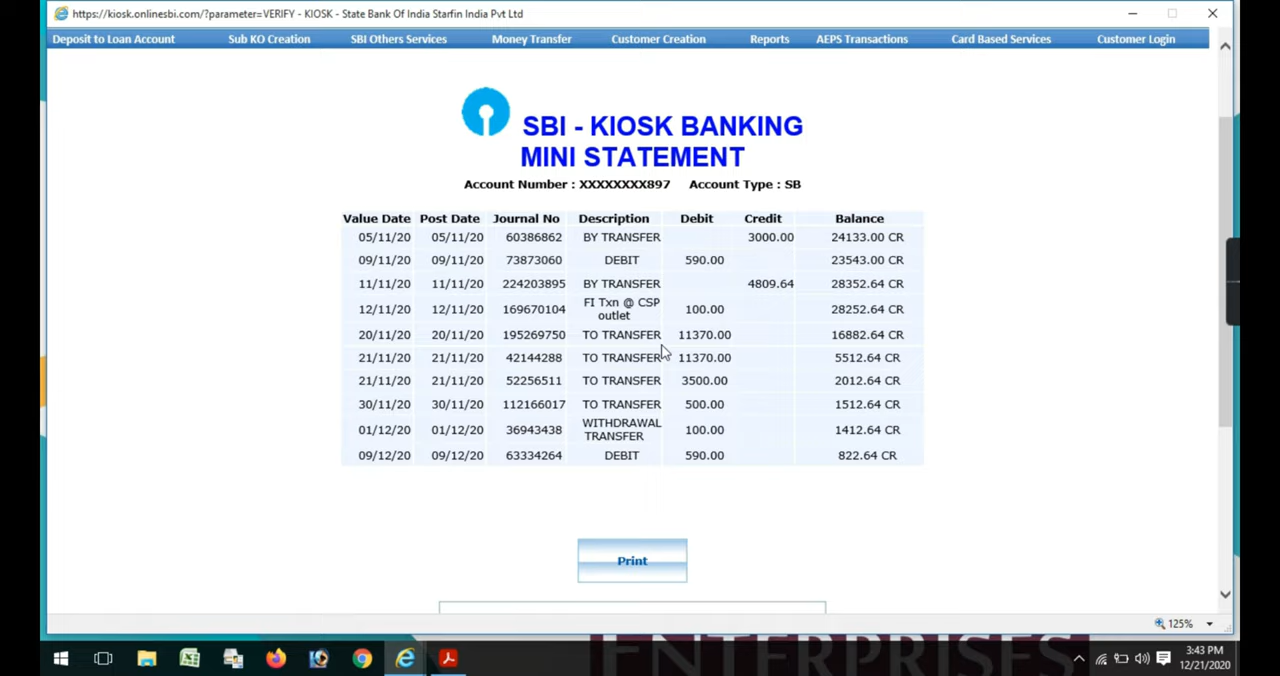 https://kiosk.onlinesbi.com/?parameter=VERIFY - KIOSK - State Bank Of India Starfin India Pvt Ltd
Deposit to Loan Account Sub KO Creation SBI Others Services Money Transfer Customer Creation Reports AEPS Transactions Card Based Services Customer Login
SBI - KIOSK BANKING
MINI STATEMENT
Account Number : XXXXXXXX897 Account Type : SB
Value Date Post Date Journal No Description Debit Credit Balance
05/11/20 05/11/20 60386862 BY TRANSFER 3000.00 24133.00 CR
09/11/20 09/11/20 73873060 DEBIT 590.00 23543.00 CR
11/11/20 11/11/20 224203895 BY TRANSFER 4809.64 28352.64 CR
12/11/20 12/11/20 169670104 FI Txn @ CSP outlet 100.00 28252.64 CR
20/11/20 20/11/20 195269750 TO TRANSFER 11370.00 16882.64 CR
21/11/20 21/11/20 42144288 TO TRANSFER 11370.00 5512.64 CR
21/11/20 21/11/20 52256511 TO TRANSFER 3500.00 2012.64 CR
30/11/20 30/11/20 112166017 TO TRANSFER 500.00 1512.64 CR
01/12/20 01/12/20 36943438 WITHDRAWAL TRANSFER 100.00 1412.64 CR
09/12/20 09/12/20 63334264 DEBIT 590.00 822.64 CR
Print
125%
ENTERPRISES
3:43 PM
12/21/2020